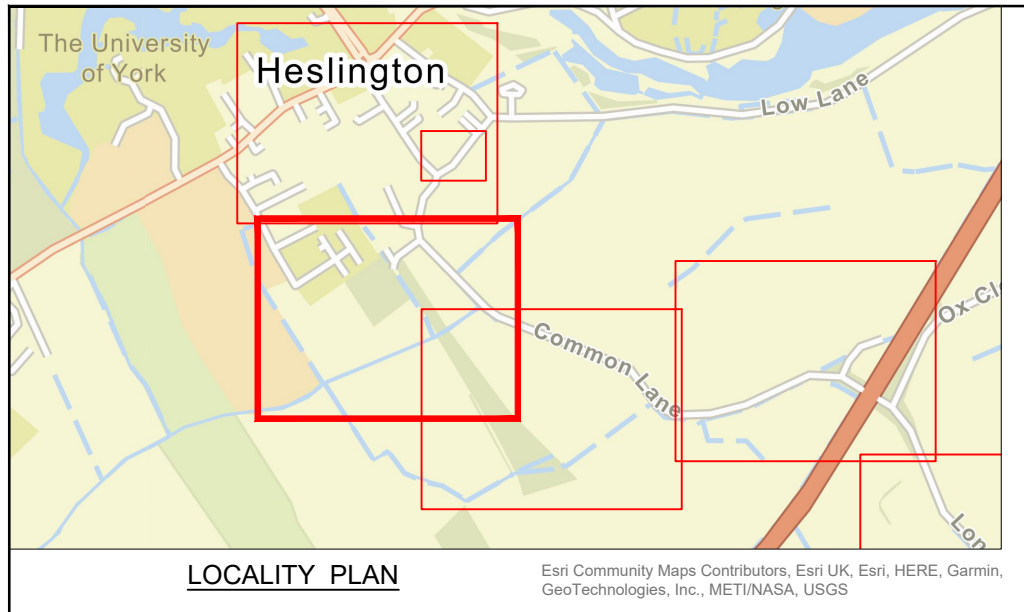 The University
of York
Heslington
Low Lane
Common Lane
Ox Clo
Lon
LOCALITY PLAN
Esri Community Maps Contributors, Esri UK, Esri, HERE, Garmin,
GeoTechnologies, Inc., METI/NASA, USGS